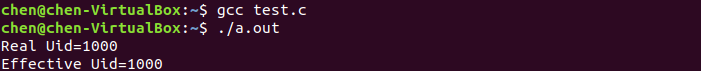 chen@chen-VirtualBox:~$ gcc test.c
chen@chen-VirtualBox:~$ ./a.out
Real Uid=1000
Effective Uid=1000